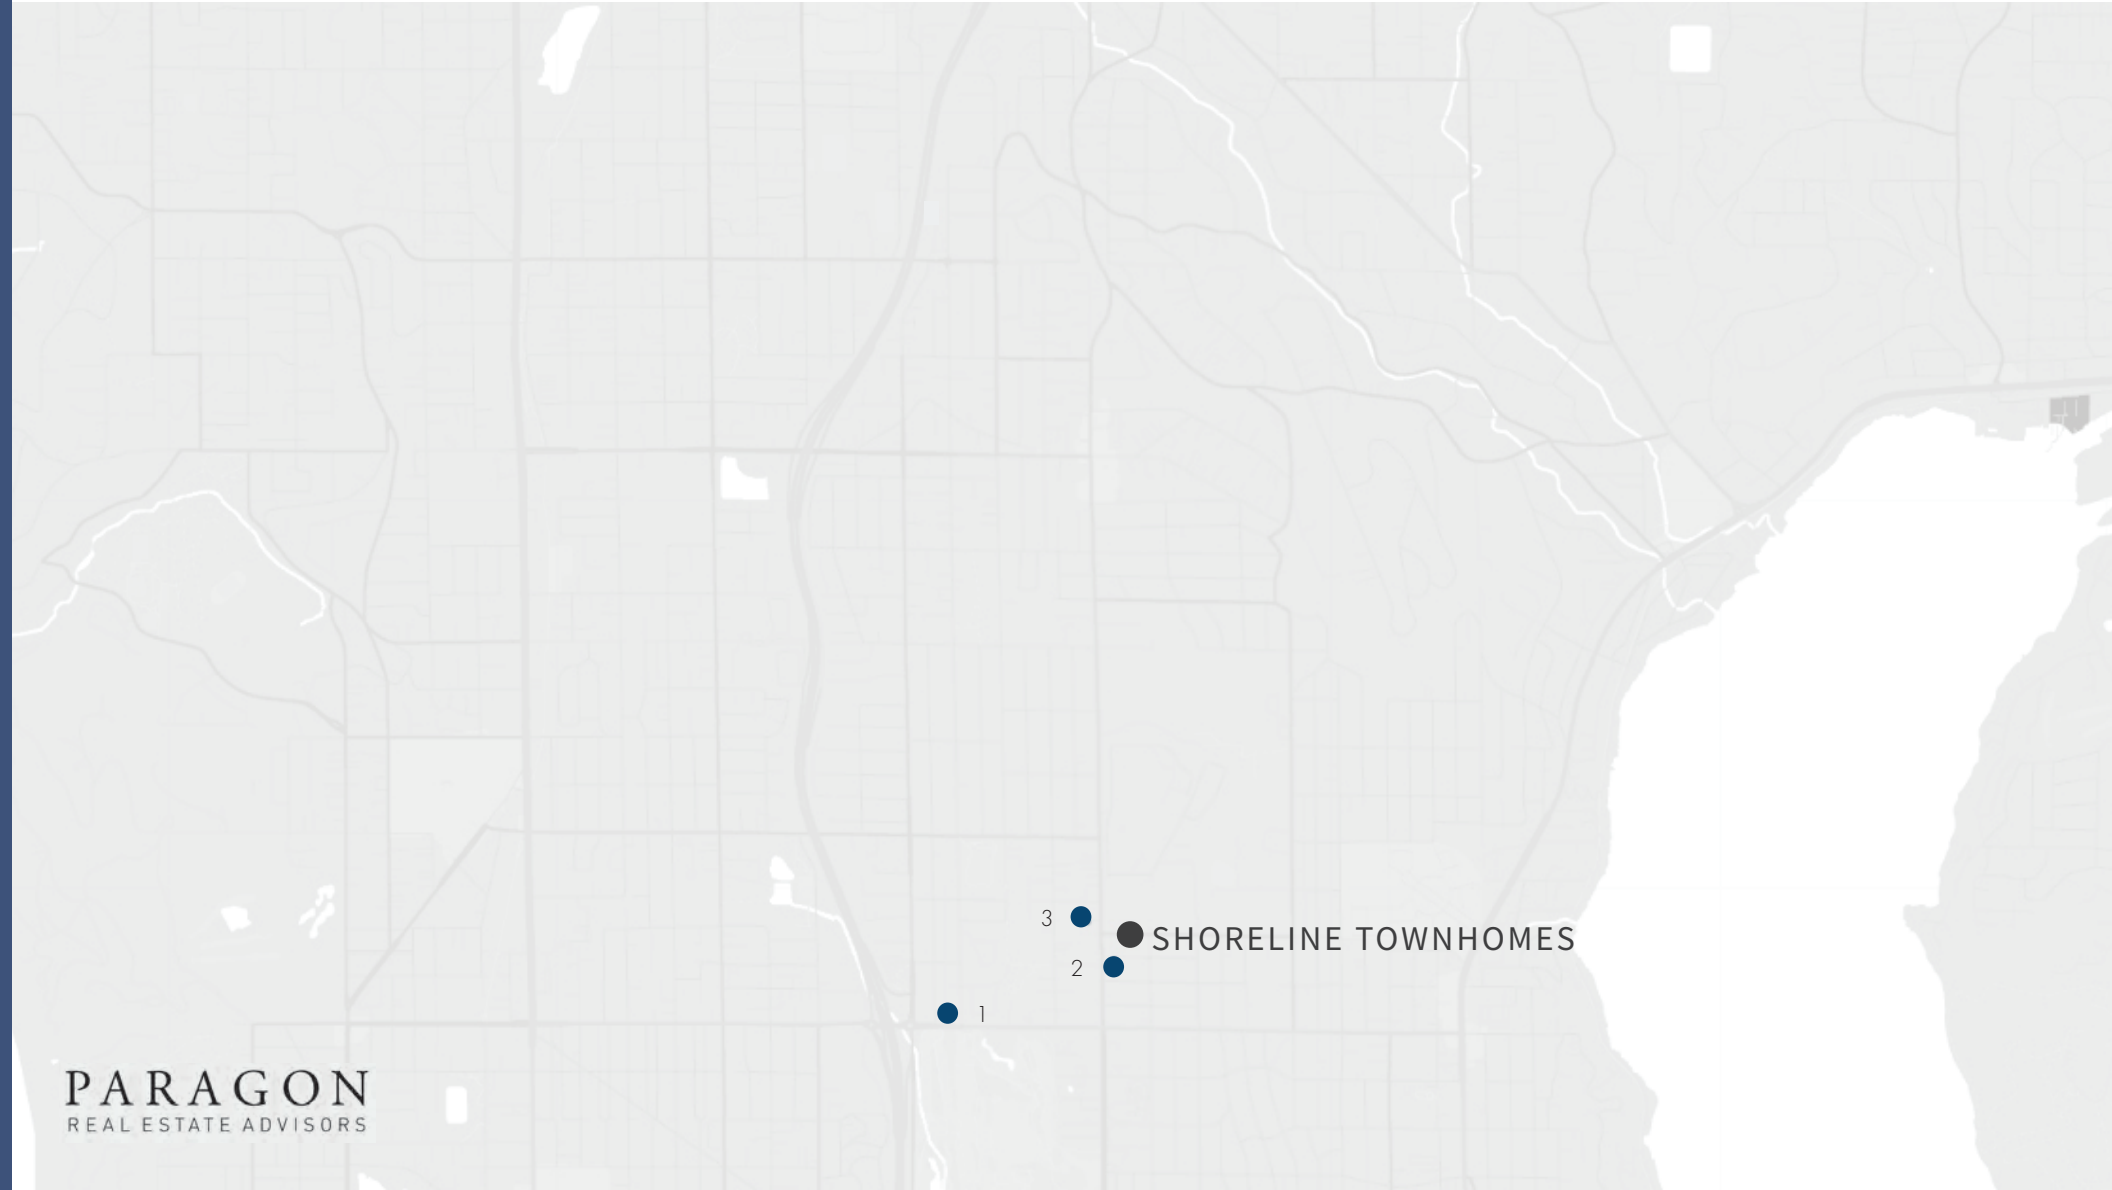 3
SHORELINE TOWNHOMES
2
1
PARAGON
REAL ESTATE ADVISORS